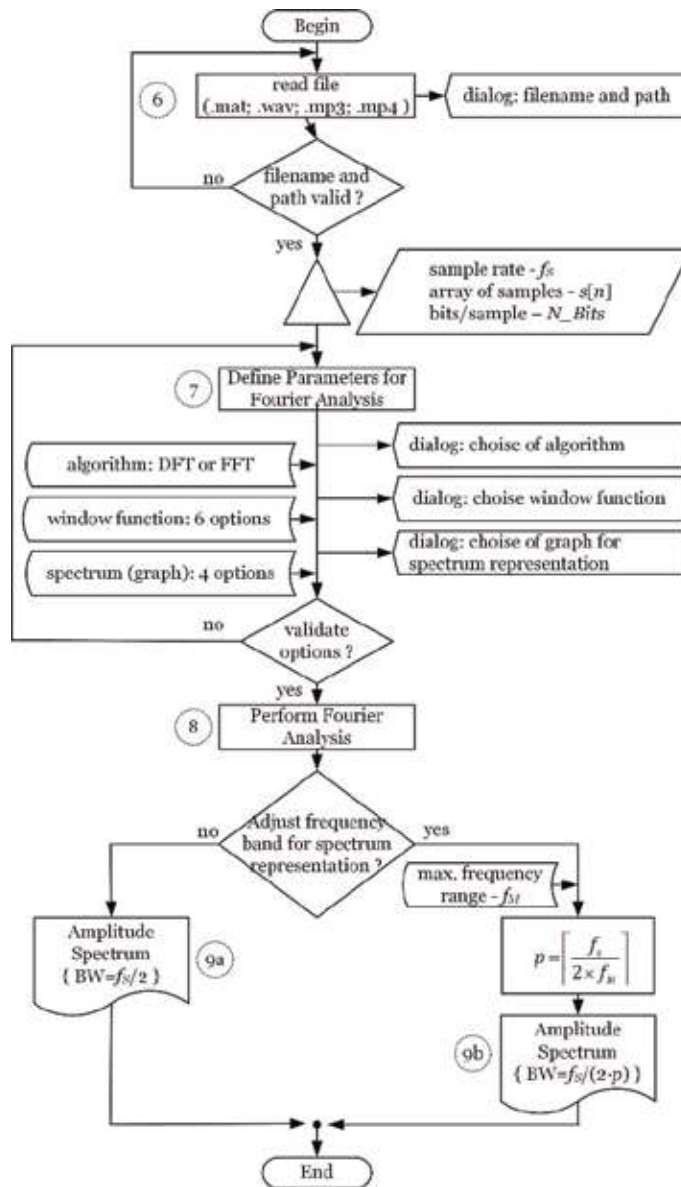 Begin
6
read file
(.mat; .wav; .mp3; .mp4 )
dialog: filename and path
no
filename and
path valid ?
yes
sample rate - fS
array of samples - s[n]
bits/sample – N_Bits
7
Define Parameters for
Fourier Analysis
dialog: choise of algorithm
algorithm: DFT or FFT
dialog: choise window function
window function: 6 options
dialog: choise of graph for
spectrum representation
spectrum (graph): 4 options
no
validate
options ?
yes
8
Perform Fourier
Analysis
no
Adjust frequency
band for spectrum
representation ?
yes
max. frequency
range - fM
Amplitude
Spectrum
{ BW=fS/2 }
9a
p = ⌈ fs / 2 × fM ⌉
9b
Amplitude
Spectrum
{ BW=fS/(2·p) }
End